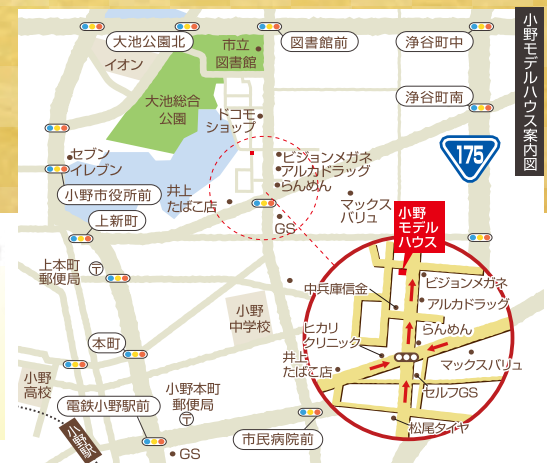 小野モデルハウス案内図
大池公園北
市立
図書館
図書館前
浄谷町中
イオン
浄谷町南
大池総合
公園
ドコモ
ショップ
175
セブン
イレブン
ビジョンメガネ
アルカドラッグ
らんめん
小野市役所前
井上
たばこ店
マックス
バリュ
上新町
GS
小野
モデル
ハウス
上本町
郵便局
中兵庫信金
ビジョンメガネ
アルカドラッグ
小野
中学校
ヒカリ
クリニック
らんめん
本町
井上
たばこ店
マックスバリュ
小野
高校
小野本町
郵便局
セルフGS
電鉄小野駅前
松尾タイヤ
小野駅
市民病院前
GS